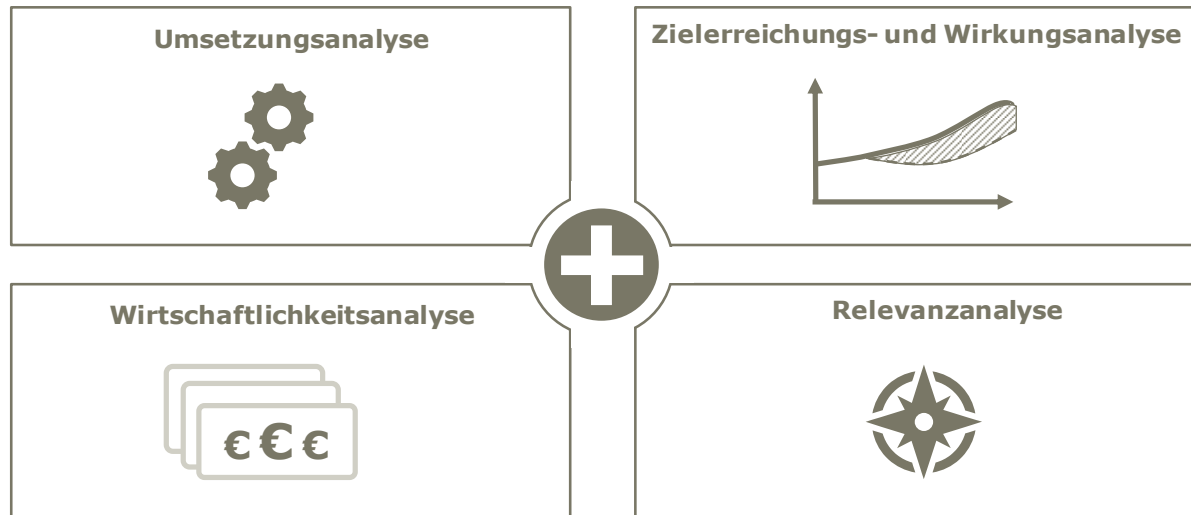 Umsetzungsanalyse
Zielerreichungs- und Wirkungsanalyse
Wirtschaftlichkeitsanalyse
€ € €
Relevanzanalyse